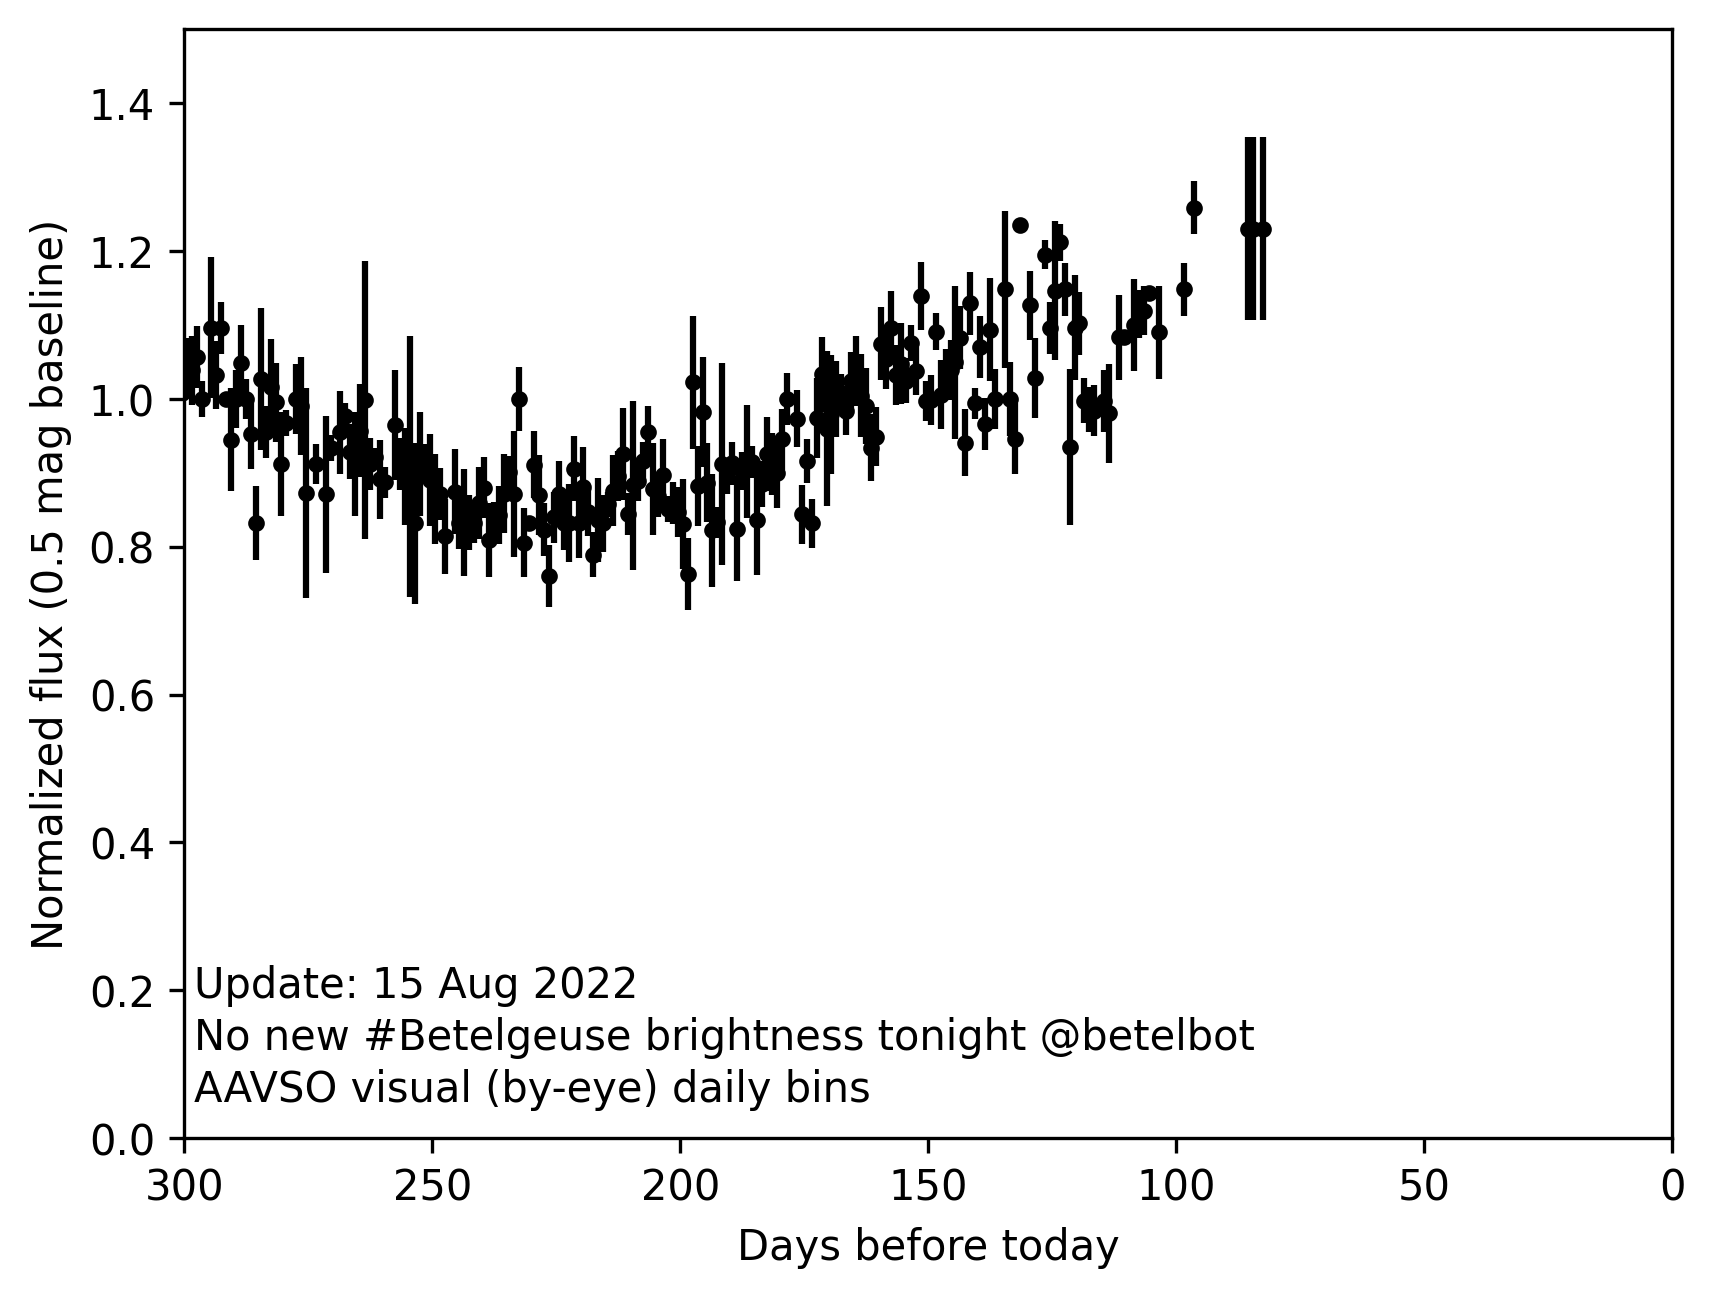 1.4
1.2
1.0
0.8
0.6
0.4
0.2
0.0
Normalized flux (0.5 mag baseline)
Update: 15 Aug 2022
No new #Betelgeuse brightness tonight @betelbot
AAVSO visual (by-eye) daily bins
300 250 200 150 100 50 0
Days before today